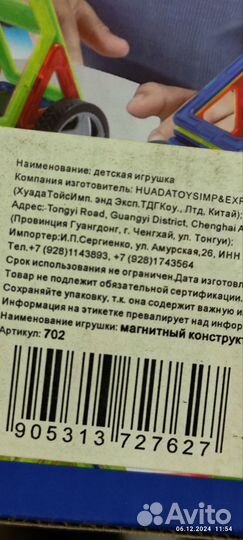 Наименование: детская игрушка
Компания изготовитель: HUADATOYSIMP&EXP
(ХуадаТойсИмп. энд Эксп.ТДГКоу., Лтд. Китай);
Адрес: Tongyi Road, Guangyi District, Chenghai A
(Провинция Гуангдонг, г. Ченгхай, ул. Тонгуи);
Импортер:И.П.Сергиенко, ул. Амурская,26, ИНН
Тел.+7 (928)1143893, +7 (928)1743564
Срок использования не ограничен.Дата изготовл
Товар не подлежит обязательной сертификации.
Сохраняйте упаковку, т.к. она содержит важную ин
Информация на этикетке превалирует над инфор
Наименование игрушки: магнитный конструкт
Артикул: 702
905313 727627
Avito
06.12.2024 11:54